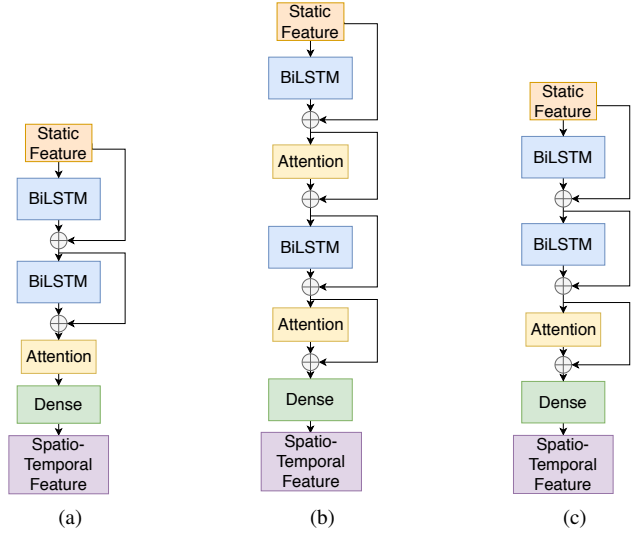 Static
Feature
BiLSTM
BiLSTM
Attention
Dense
Spatio-
Temporal
Feature
(a)
Static
Feature
BiLSTM
Attention
BiLSTM
Attention
Dense
Spatio-
Temporal
Feature
(b)
Static
Feature
BiLSTM
BiLSTM
Attention
Dense
Spatio-
Temporal
Feature
(c)